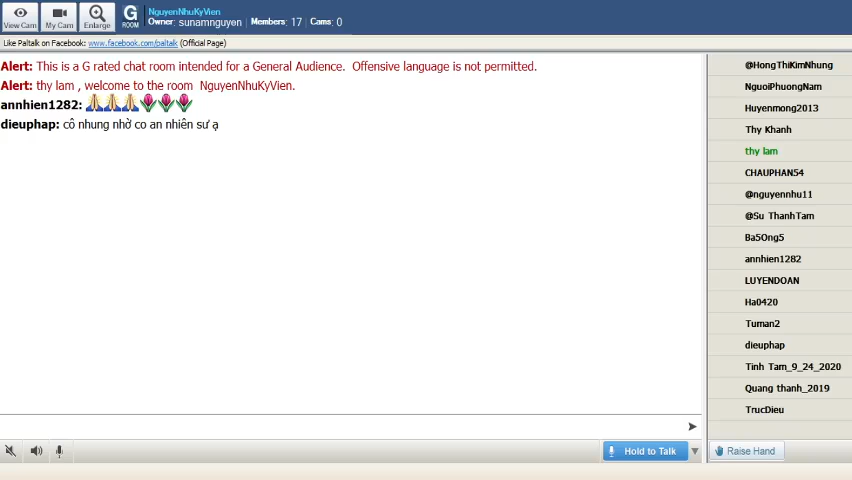 View Cam
My Cam
Enlarge
G
ROOM
NguyenNhuKyVien
Owner: sunamnguyen Members: 17 Cams: 0
Like Paltalk on Facebook: www.facebook.com/paltalk (Official Page)
Alert: This is a G rated chat room intended for a General Audience. Offensive language is not permitted.
Alert: thy lam , welcome to the room NguyenNhuKyVien.
annhien1282:
dieuphap: cô nhung nhờ co an nhiên sư ạ
@HongThiKimNhung
NguoiPhuongNam
Huyenmong2013
Thy Khanh
thy lam
CHAUPHAN54
@nguyennhu11
@Su ThanhTam
Ba5Ong5
annhien1282
LUYENDOAN
Ha0420
Tuman2
dieuphap
Tinh Tam_9_24_2020
Quang thanh_2019
TrucDieu
Hold to Talk
Raise Hand